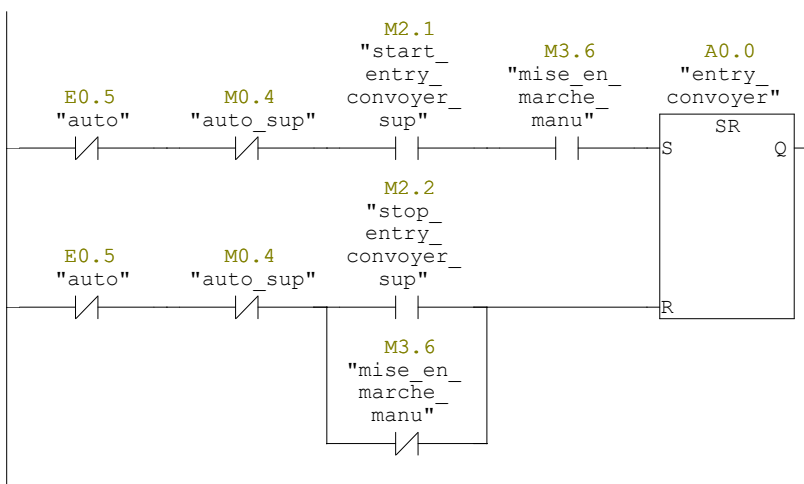 M2.1
"start_
entry_
convoyer_
sup"
M3.6
"mise_en_
marche_
manu"
A0.0
"entry_
convoyer"
E0.5
"auto"
M0.4
"auto_sup"
SR
S
Q
M2.2
"stop_
entry_
convoyer_
sup"
E0.5
"auto"
M0.4
"auto_sup"
R
M3.6
"mise_en_
marche_
manu"